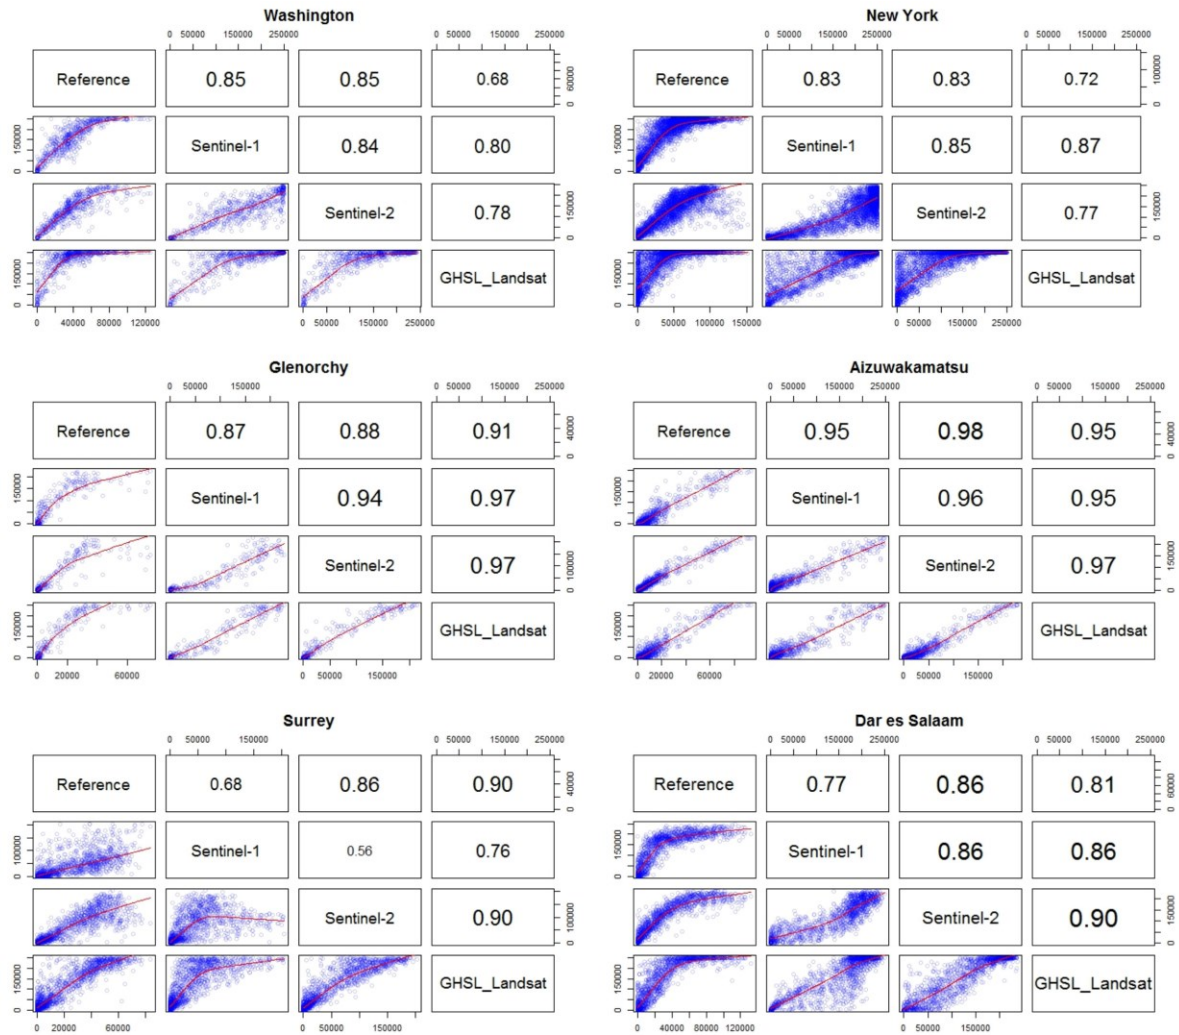 Washington
0 50000 150000 250000
0 50000 150000 250000
Reference 0.85 0.85 0.68
0 60000
150000
0
Sentinel-1 0.84 0.80
Sentinel-2 0.78
0 150000
150000
0
GHSL_Landsat
0 40000 80000 120000
0 50000 150000 250000
New York
0 50000 150000 250000
0 50000 150000 250000
Reference 0.83 0.83 0.72
0 100000
150000
0
Sentinel-1 0.85 0.87
Sentinel-2 0.77
0 150000
150000
0
GHSL_Landsat
0 50000 100000 150000
0 50000 150000 250000
Glenorchy
0 50000 150000
0 50000 150000 250000
Reference 0.87 0.88 0.91
0 40000
150000
0
Sentinel-1 0.94 0.97
Sentinel-2 0.97
0 100000
150000
0
GHSL_Landsat
0 20000 60000
0 50000 150000
Aizuwakamatsu
0 50000 150000 250000
0 50000 150000 250000
Reference 0.95 0.98 0.95
0 40000
150000
0
Sentinel-1 0.96 0.95
Sentinel-2 0.97
0 150000
150000
0
GHSL_Landsat
0 20000 60000
0 50000 150000
Surrey
0 50000 150000
0 50000 150000 250000
Reference 0.68 0.86 0.90
0 40000
100000
0
Sentinel-1 0.56 0.76
Sentinel-2 0.90
0 100000
150000
0
GHSL_Landsat
0 20000 60000
0 50000 150000
Dar es Salaam
0 50000 150000 250000
0 50000 150000 250000
Reference 0.77 0.86 0.81
0 60000
150000
0
Sentinel-1 0.86 0.86
Sentinel-2 0.90
0 150000
150000
0
GHSL_Landsat
0 40000 80000 120000
0 50000 150000